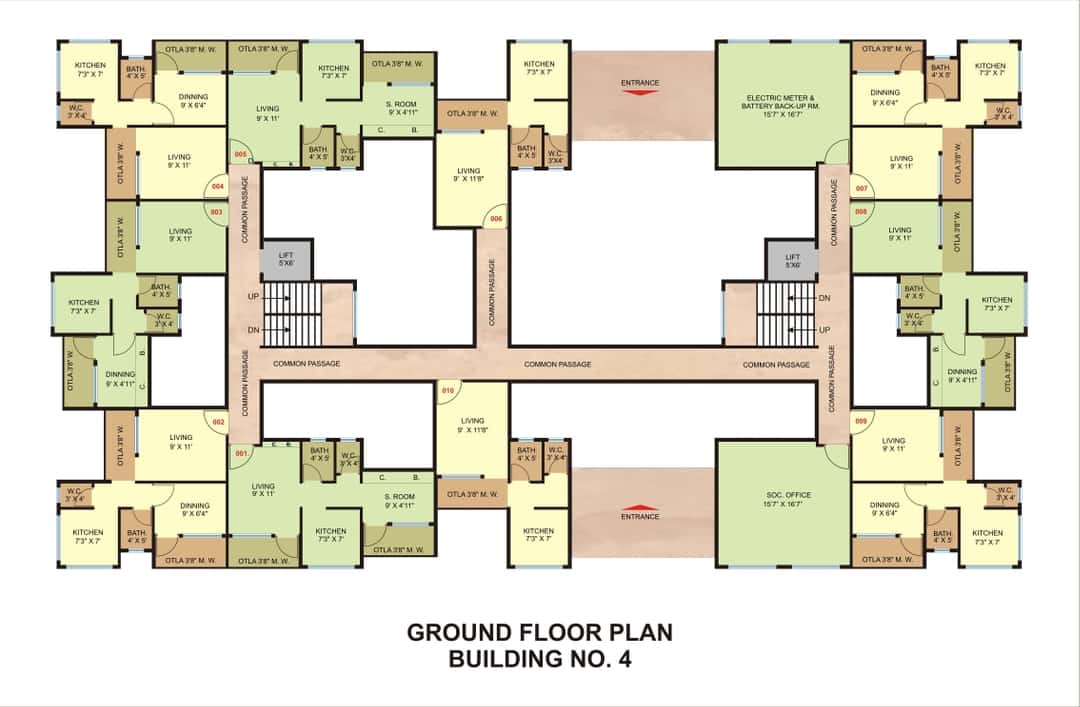 KITCHEN
7'3" X 7'
BATH.
4' X 5'
W.C.
3' X 4'
OTLA 3'8" M. W.
DINNING
9' X 6'4"
OTLA 3'8" M. W.
LIVING
9' X 11'
KITCHEN
7'3" X 7'
OTLA 3'8" M. W.
S. ROOM
9' X 4'11"
C. B.
BATH
4' X 5'
W.C.
3'X4'
005
OTLA 3'8" W.
LIVING
9' X 11'
004
COMMON PASSAGE
OTLA 3'8" W.
003
LIVING
9' X 11'
KITCHEN
7'3" X 7'
BATH.
4' X 5'
W.C.
3' X 4'
OTLA 3'8" W.
DINNING
9' X 4'11"
B.
C.
LIFT
5'X6'
UP
DN
COMMON PASSAGE
OTLA 3'8" W.
LIVING
9' X 11'
002
001
W.C.
3' X 4'
KITCHEN
7'3" X 7'
BATH.
4' X 5'
DINNING
9' X 6'4"
OTLA 3'8" M. W.
LIVING
9' X 11'
OTLA 3'8" M. W.
BATH
4' X 5'
W.C.
3' X 4'
C. B.
S. ROOM
9' X 4'11"
KITCHEN
7'3" X 7'
OTLA 3'8" M. W.
KITCHEN
7'3" X 7'
OTLA 3'8" M. W.
BATH
4' X 5'
W.C.
3'X4'
LIVING
9' X 11'8"
006
COMMON PASSAGE
COMMON PASSAGE
COMMON PASSAGE
COMMON PASSAGE
010
LIVING
9' X 11'8"
BATH
4' X 5'
W.C.
3' X 4'
OTLA 3'8" M. W.
KITCHEN
7'3" X 7'
ENTRANCE
ENTRANCE
ELECTRIC METER &
BATTERY BACK-UP RM.
15'7" X 16'7"
OTLA 3'8" M. W.
DINNING
9' X 6'4"
BATH.
4' X 5'
KITCHEN
7'3" X 7'
W.C.
3' X 4'
COMMON PASSAGE
LIVING
9' X 11'
007
OTLA 3'8" W.
008
LIVING
9' X 11'
OTLA 3'8" W.
LIFT
5'X6'
DN
UP
BATH.
4' X 5'
W.C.
3' X 4'
KITCHEN
7'3" X 7'
B.
C.
DINNING
9' X 4'11"
OTLA 3'8" W.
COMMON PASSAGE
009
LIVING
9' X 11'
OTLA 3'8" W.
SOC. OFFICE
15'7" X 16'7"
DINNING
9' X 6'4"
OTLA 3'8" M. W.
W.C.
3' X 4'
BATH.
4' X 5'
KITCHEN
7'3" X 7'
GROUND FLOOR PLAN
BUILDING NO. 4